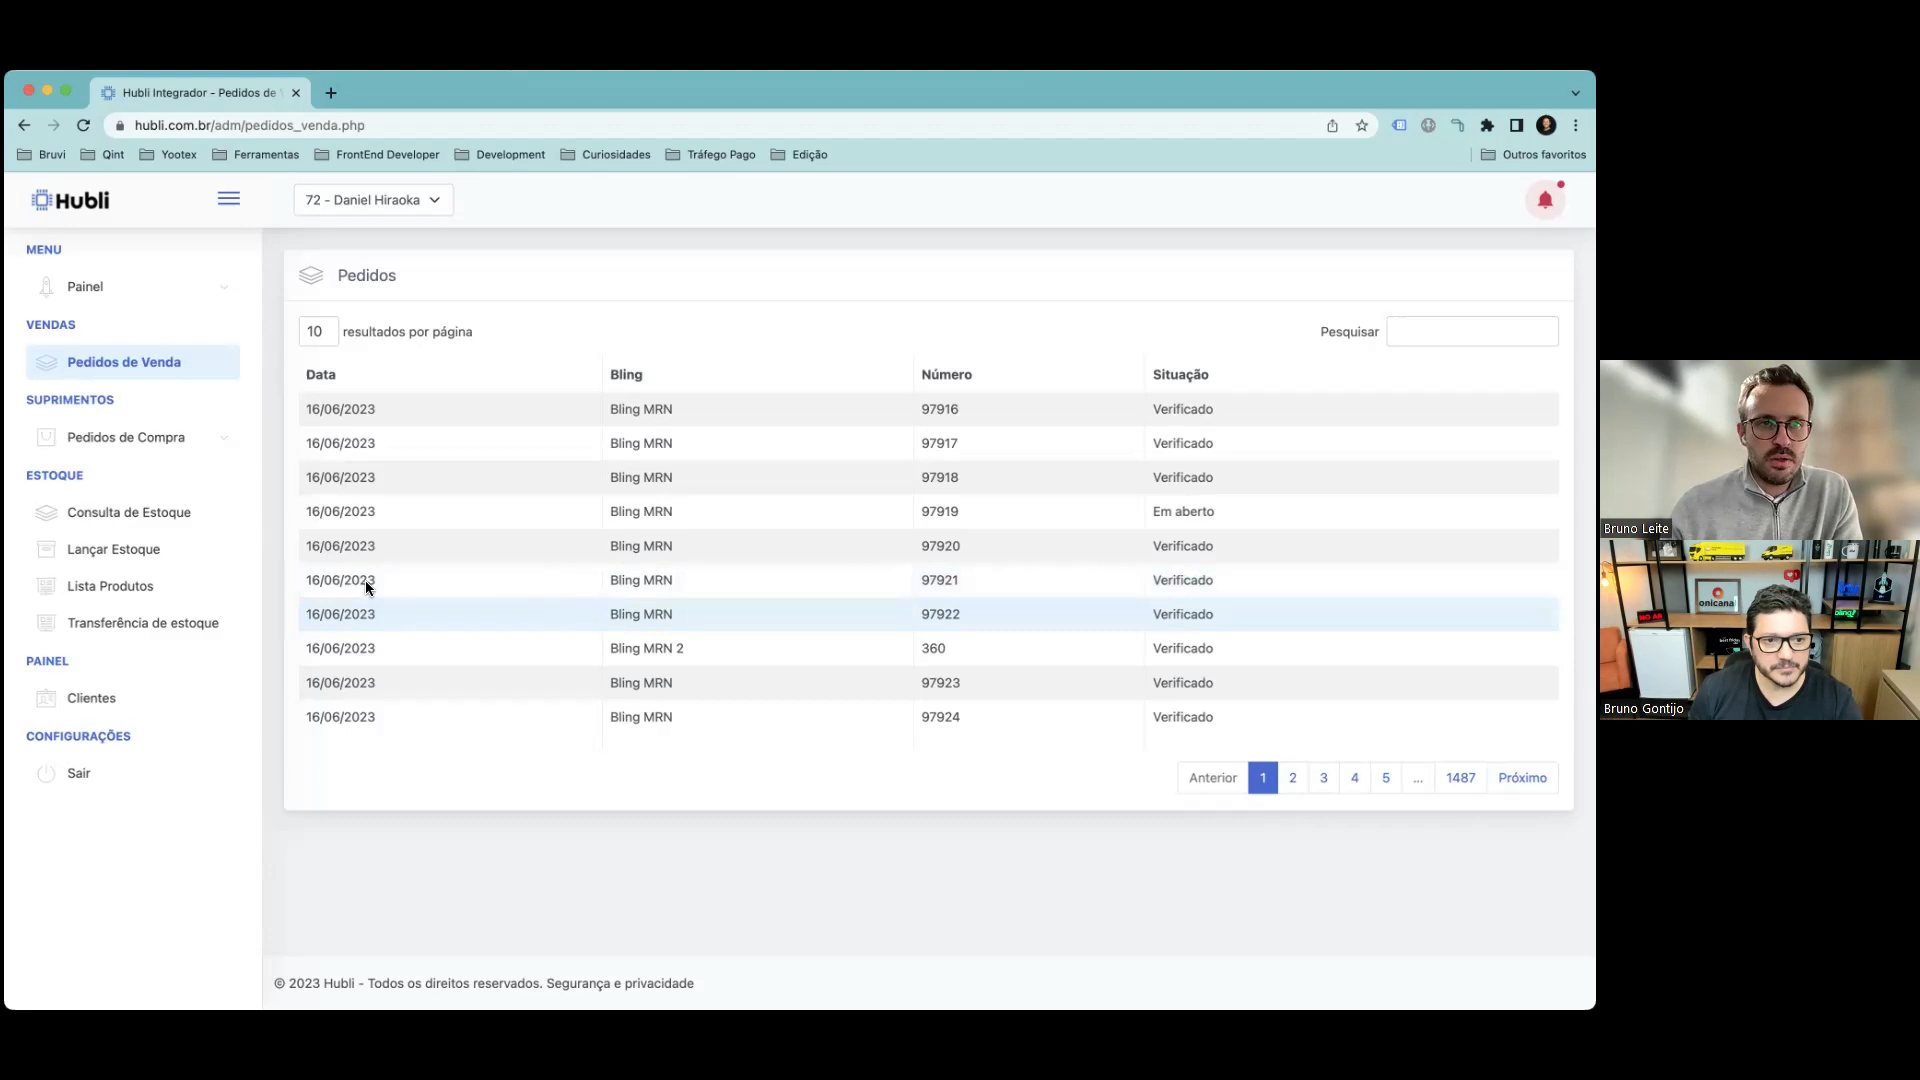 Hubli Integrador - Pedidos de
hubli.com.br/adm/pedidos_venda.php
Bruvi Qint Yootex Ferramentas FrontEnd Developer Development Curiosidades Tráfego Pago Edição Outros favoritos
Hubli
72 - Daniel Hiraoka
MENU
Painel
VENDAS
Pedidos de Venda
SUPRIMENTOS
Pedidos de Compra
ESTOQUE
Consulta de Estoque
Lançar Estoque
Lista Produtos
Transferência de estoque
PAINEL
Clientes
CONFIGURAÇÕES
Sair
Pedidos
10 resultados por página
Pesquisar
Data Bling Número Situação
16/06/2023 Bling MRN 97916 Verificado
16/06/2023 Bling MRN 97917 Verificado
16/06/2023 Bling MRN 97918 Verificado
16/06/2023 Bling MRN 97919 Em aberto
16/06/2023 Bling MRN 97920 Verificado
16/06/2023 Bling MRN 97921 Verificado
16/06/2023 Bling MRN 97922 Verificado
16/06/2023 Bling MRN 2 360 Verificado
16/06/2023 Bling MRN 97923 Verificado
16/06/2023 Bling MRN 97924 Verificado
Anterior 1 2 3 4 5 ... 1487 Próximo
© 2023 Hubli - Todos os direitos reservados. Segurança e privacidade
Bruno Leite
onicanal
bling!
Bruno Gontijo